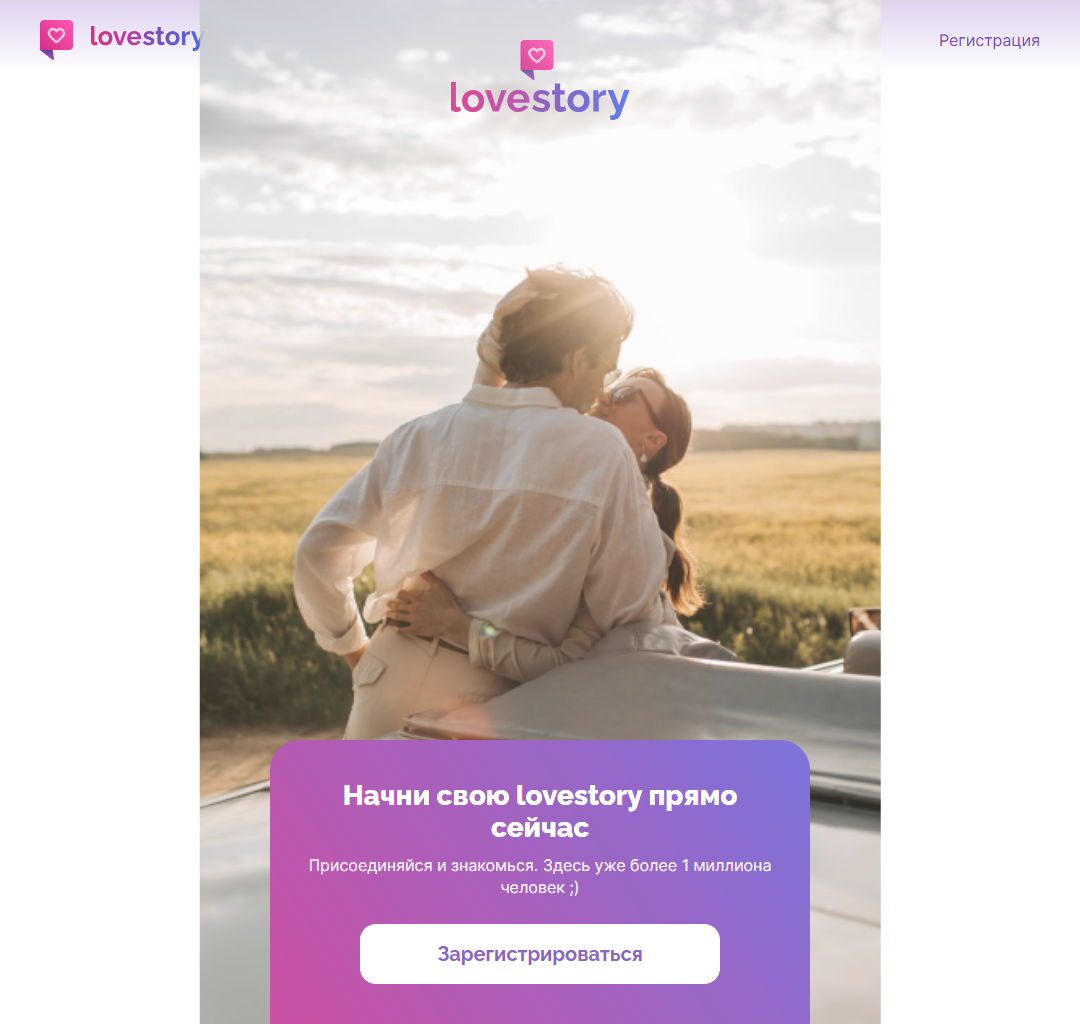 lovestory
Регистрация
lovestory
Начни свою lovestory прямо
сейчас
Присоединяйся и знакомься. Здесь уже более 1 миллиона
человек ;)
Зарегистрироваться